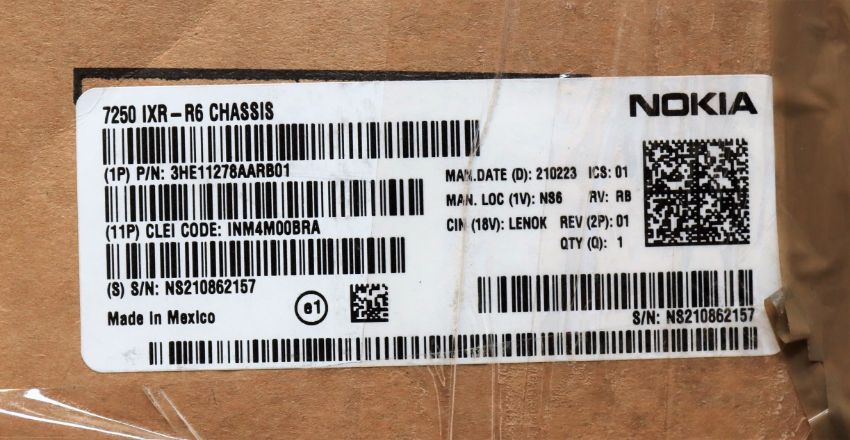 7250 IXR-R6 CHASSIS
NOKIA
(1P) P/N: 3HE11278AARB01
MAN.DATE (D): 210223 ICS: 01
MAN. LOC (1V): NS6 RV: RB
(11P) CLEI CODE: INM4M00BRA
CIN (18V): LENOK REV (2P): 01
QTY (Q): 1
(S) S/N: NS210862157
e1
Made in Mexico
S/N: NS210862157